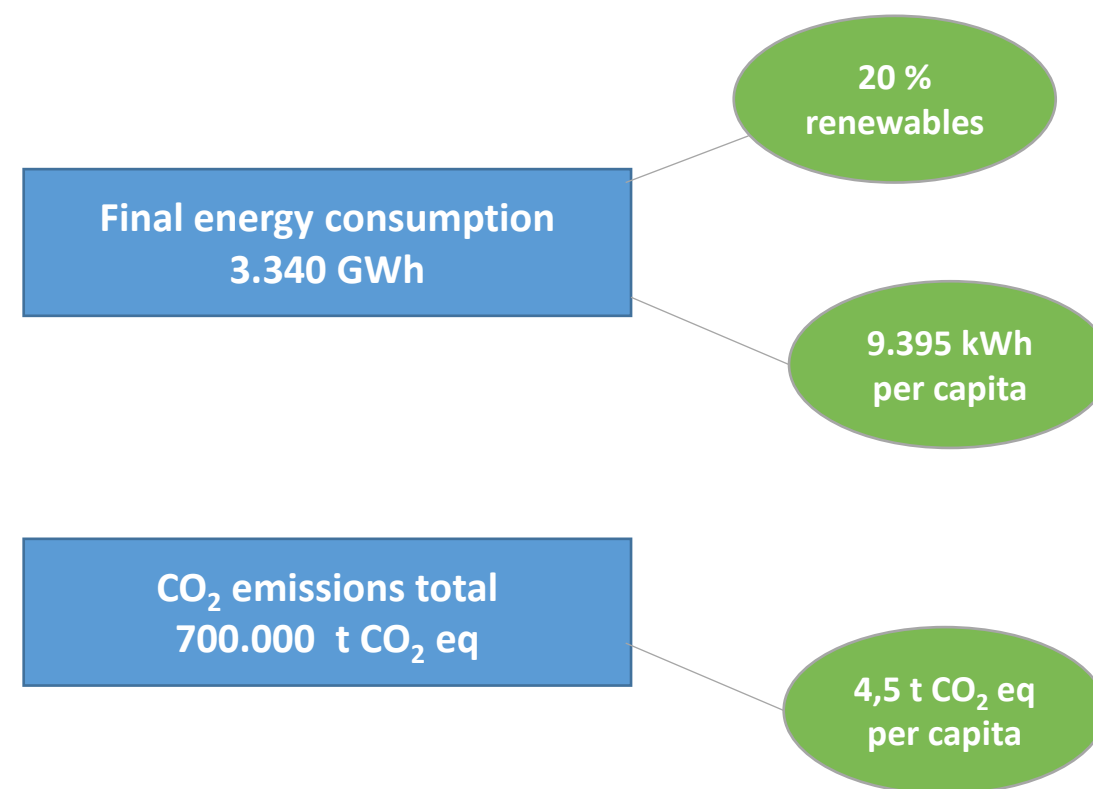 20 %
renewables
Final energy consumption
3.340 GWh
9.395 kWh
per capita
CO₂ emissions total
700.000 t CO₂ eq
4,5 t CO₂ eq
per capita